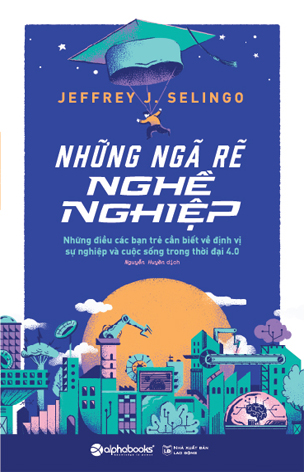 JEFFREY J. SELINGO
NHỮNG NGÃ RẼ
NGHỀ
NGHIỆP
Những điều các bạn trẻ cần biết về định vị
sự nghiệp và cuộc sống trong thời đại 4.0
Nguyễn Huyền dịch
alphabooks
NHÀ XUẤT BẢN
LAO ĐỘNG